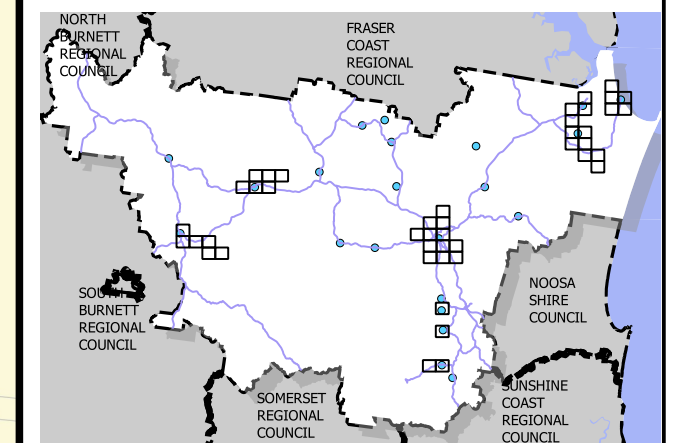 NORTH
BURNETT
REGIONAL
COUNCIL
FRASER
COAST
REGIONAL
COUNCIL
SOUTH
BURNETT
REGIONAL
COUNCIL
NOOSA
SHIRE
COUNCIL
SOMERSET
REGIONAL
COUNCIL
SUNSHINE
COAST
REGIONAL
COUNCIL